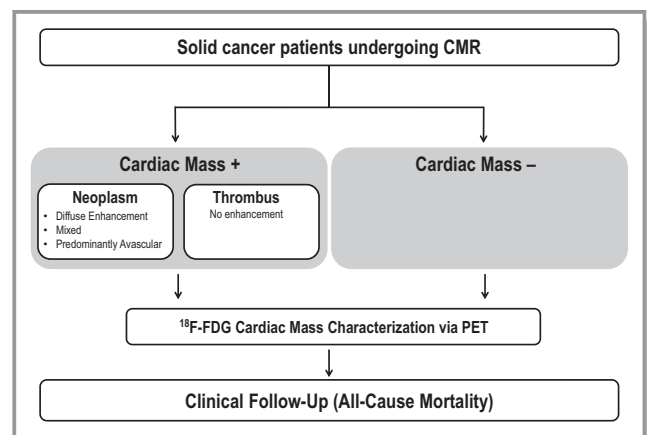 Solid cancer patients undergoing CMR
Cardiac Mass +
Cardiac Mass –
Neoplasm
• Diffuse Enhancement
• Mixed
• Predominantly Avascular
Thrombus
No enhancement
¹⁸F-FDG Cardiac Mass Characterization via PET
Clinical Follow-Up (All-Cause Mortality)